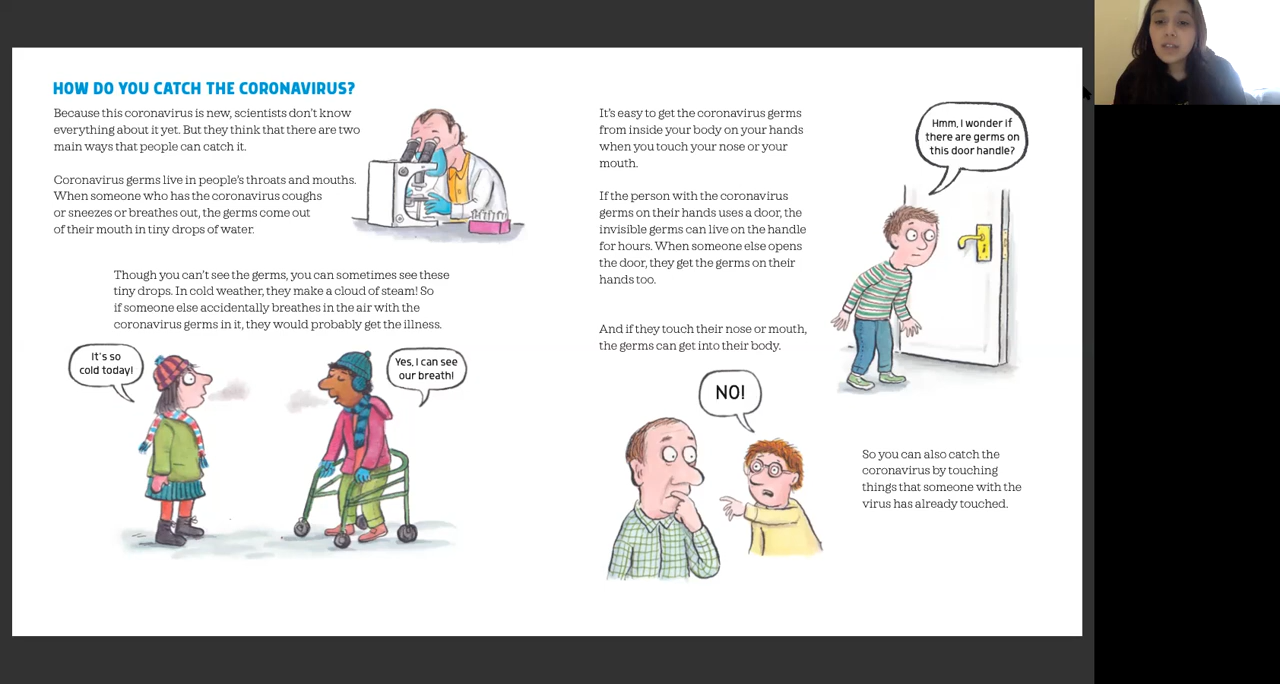 HOW DO YOU CATCH THE CORONAVIRUS?
Because this coronavirus is new, scientists don't know
everything about it yet. But they think that there are two
main ways that people can catch it.
Coronavirus germs live in people's throats and mouths.
When someone who has the coronavirus coughs
or sneezes or breathes out, the germs come out
of their mouth in tiny drops of water.
Though you can't see the germs, you can sometimes see these
tiny drops. In cold weather, they make a cloud of steam! So
if someone else accidentally breathes in the air with the
coronavirus germs in it, they would probably get the illness.
It's so
cold today!
Yes, I can see
our breath!
It's easy to get the coronavirus germs
from inside your body on your hands
when you touch your nose or your
mouth.
If the person with the coronavirus
germs on their hands uses a door, the
invisible germs can live on the handle
for hours. When someone else opens
the door, they get the germs on their
hands too.
Hmm, I wonder if
there are germs on
this door handle?
And if they touch their nose or mouth,
the germs can get into their body.
NO!
So you can also catch the
coronavirus by touching
things that someone with the
virus has already touched.